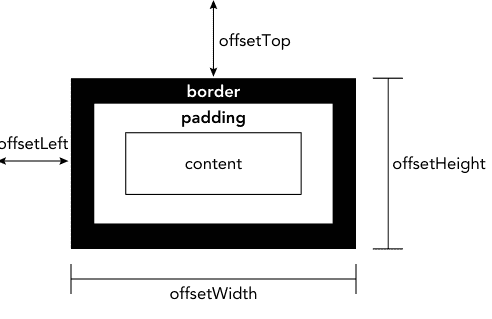 offsetTop
border
padding
offsetLeft
content
offsetHeight
offsetWidth